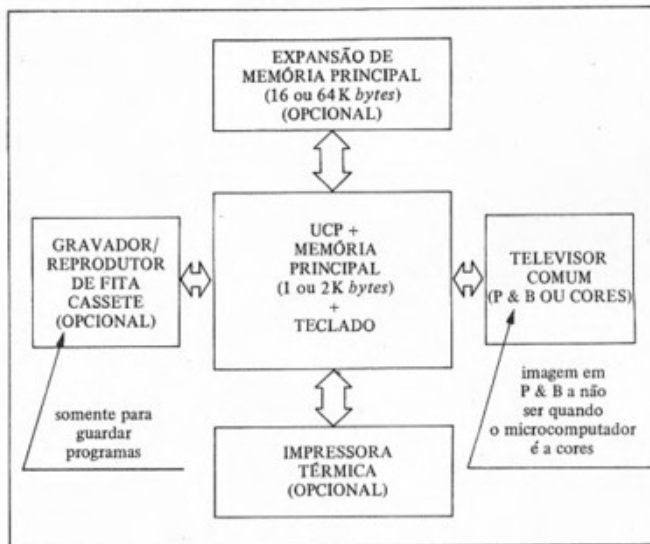 EXPANSÃO DE
MEMÓRIA PRINCIPAL
(16 ou 64K bytes)
(OPCIONAL)
GRAVADOR/
REPRODUTOR
DE FITA
CASSETE
(OPCIONAL)
somente para
guardar
programas
UCP +
MEMÓRIA
PRINCIPAL
(1 ou 2K bytes)
+
TECLADO
TELEVISOR
COMUM
(P & B OU CORES)
imagem em
P & B a não
ser quando
o microcomputador
é a cores
IMPRESSORA
TÉRMICA
(OPCIONAL)